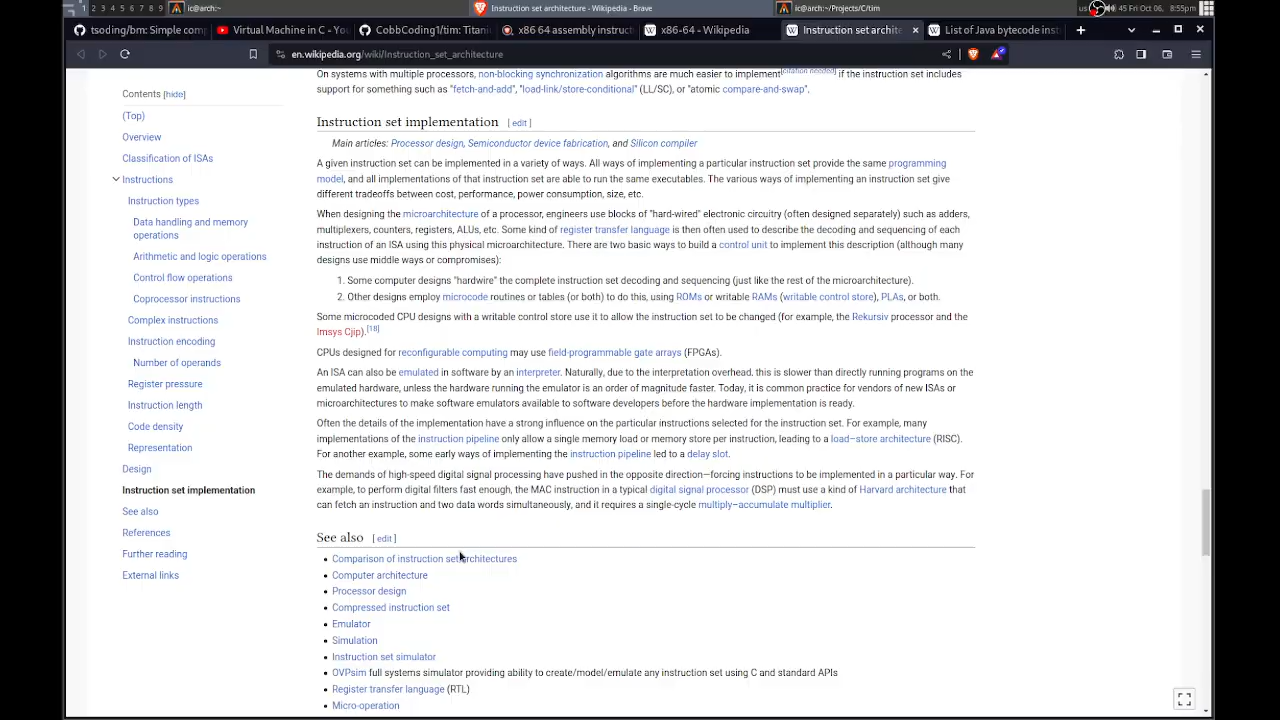 1 2 3 4 5 6 7 8 9 ic@arch:~ Instruction set architecture - Wikipedia - Brave ic@arch:~/Projects/C/tim us 45 Fri Oct 06, 8:55pm
tsoding/bm: Simple comp Virtual Machine in C - You CobbCoding1/tim: Titani x86 64 assembly instruct x86-64 - Wikipedia Instruction set archite List of Java bytecode inst
en.wikipedia.org/wiki/Instruction_set_architecture
Contents [hide]
(Top)
Overview
Classification of ISAs
Instructions
Instruction types
Data handling and memory
operations
Arithmetic and logic operations
Control flow operations
Coprocessor instructions
Complex instructions
Instruction encoding
Number of operands
Register pressure
Instruction length
Code density
Representation
Design
Instruction set implementation
See also
References
Further reading
External links
On systems with multiple processors, non-blocking synchronization algorithms are much easier to implement[citation needed] if the instruction set includes
support for something such as "fetch-and-add", "load-link/store-conditional" (LL/SC), or "atomic compare-and-swap".
Instruction set implementation [ edit ]
Main articles: Processor design, Semiconductor device fabrication, and Silicon compiler
A given instruction set can be implemented in a variety of ways. All ways of implementing a particular instruction set provide the same programming
model, and all implementations of that instruction set are able to run the same executables. The various ways of implementing an instruction set give
different tradeoffs between cost, performance, power consumption, size, etc.
When designing the microarchitecture of a processor, engineers use blocks of "hard-wired" electronic circuitry (often designed separately) such as adders,
multiplexers, counters, registers, ALUs, etc. Some kind of register transfer language is then often used to describe the decoding and sequencing of each
instruction of an ISA using this physical microarchitecture. There are two basic ways to build a control unit to implement this description (although many
designs use middle ways or compromises):
1. Some computer designs "hardwire" the complete instruction set decoding and sequencing (just like the rest of the microarchitecture).
2. Other designs employ microcode routines or tables (or both) to do this, using ROMs or writable RAMs (writable control store), PLAs, or both.
Some microcoded CPU designs with a writable control store use it to allow the instruction set to be changed (for example, the Rekursiv processor and the
Imsys Cjip).[18]
CPUs designed for reconfigurable computing may use field-programmable gate arrays (FPGAs).
An ISA can also be emulated in software by an interpreter. Naturally, due to the interpretation overhead, this is slower than directly running programs on the
emulated hardware, unless the hardware running the emulator is an order of magnitude faster. Today, it is common practice for vendors of new ISAs or
microarchitectures to make software emulators available to software developers before the hardware implementation is ready.
Often the details of the implementation have a strong influence on the particular instructions selected for the instruction set. For example, many
implementations of the instruction pipeline only allow a single memory load or memory store per instruction, leading to a load–store architecture (RISC).
For another example, some early ways of implementing the instruction pipeline led to a delay slot.
The demands of high-speed digital signal processing have pushed in the opposite direction—forcing instructions to be implemented in a particular way. For
example, to perform digital filters fast enough, the MAC instruction in a typical digital signal processor (DSP) must use a kind of Harvard architecture that
can fetch an instruction and two data words simultaneously, and it requires a single-cycle multiply–accumulate multiplier.
See also [ edit ]
Comparison of instruction set architectures
Computer architecture
Processor design
Compressed instruction set
Emulator
Simulation
Instruction set simulator
OVPsim full systems simulator providing ability to create/model/emulate any instruction set using C and standard APIs
Register transfer language (RTL)
Micro-operation